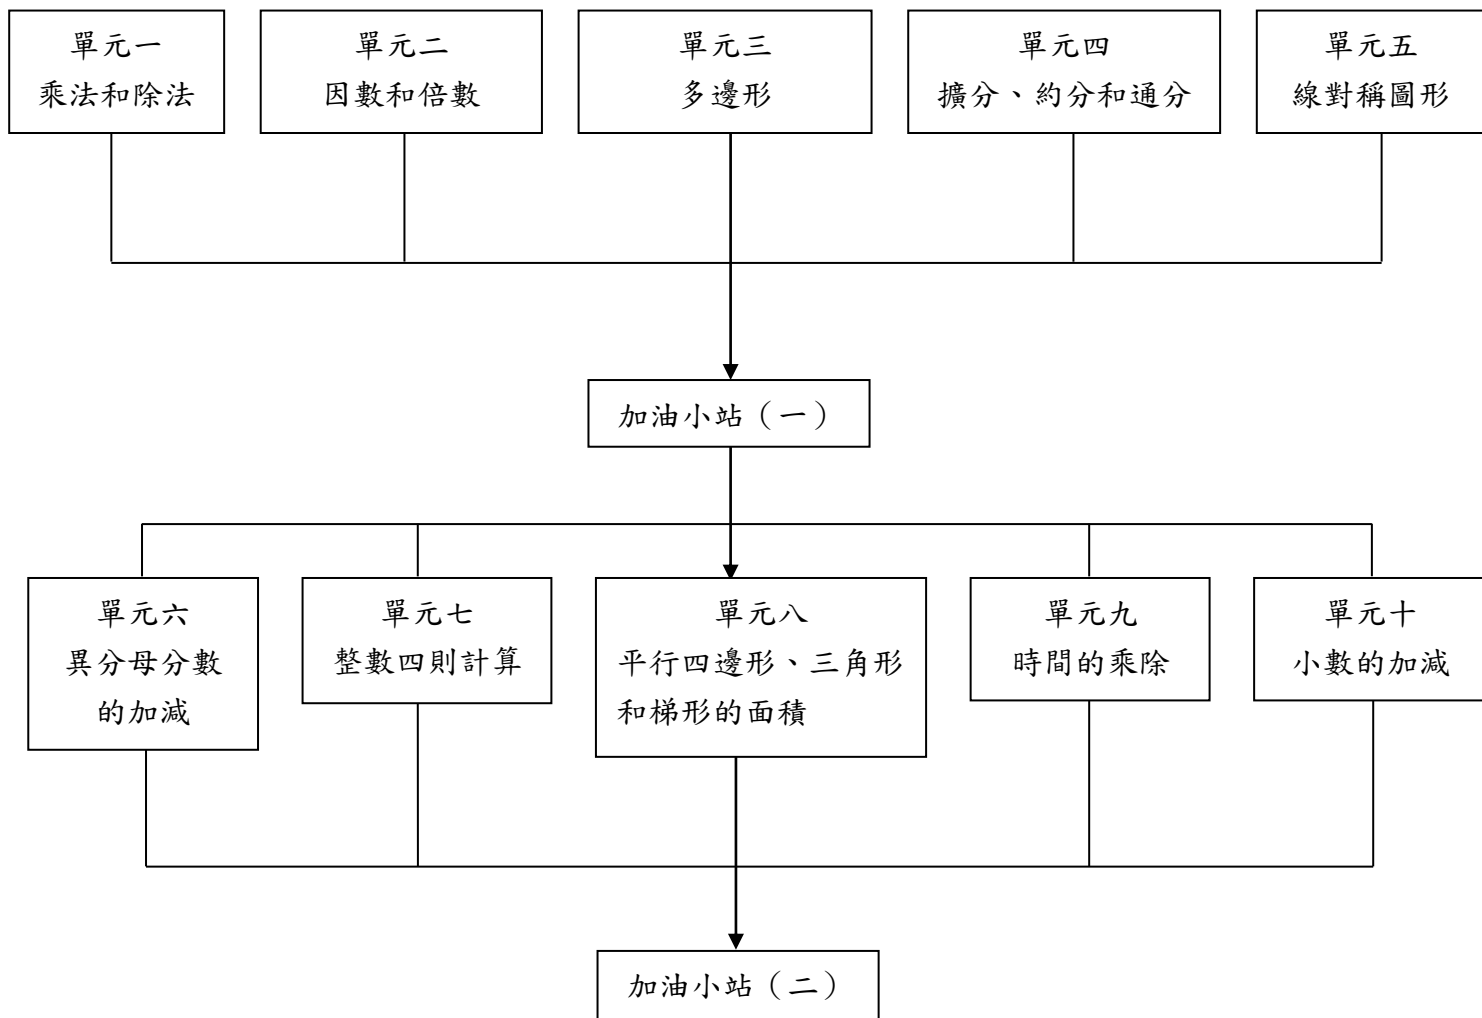 單元一
乘法和除法
單元二
因數和倍數
單元三
多邊形
單元四
擴分、約分和通分
單元五
線對稱圖形
加油小站（一）
單元六
異分母分數
的加減
單元七
整數四則計算
單元八
平行四邊形、三角形
和梯形的面積
單元九
時間的乘除
單元十
小數的加減
加油小站（二）